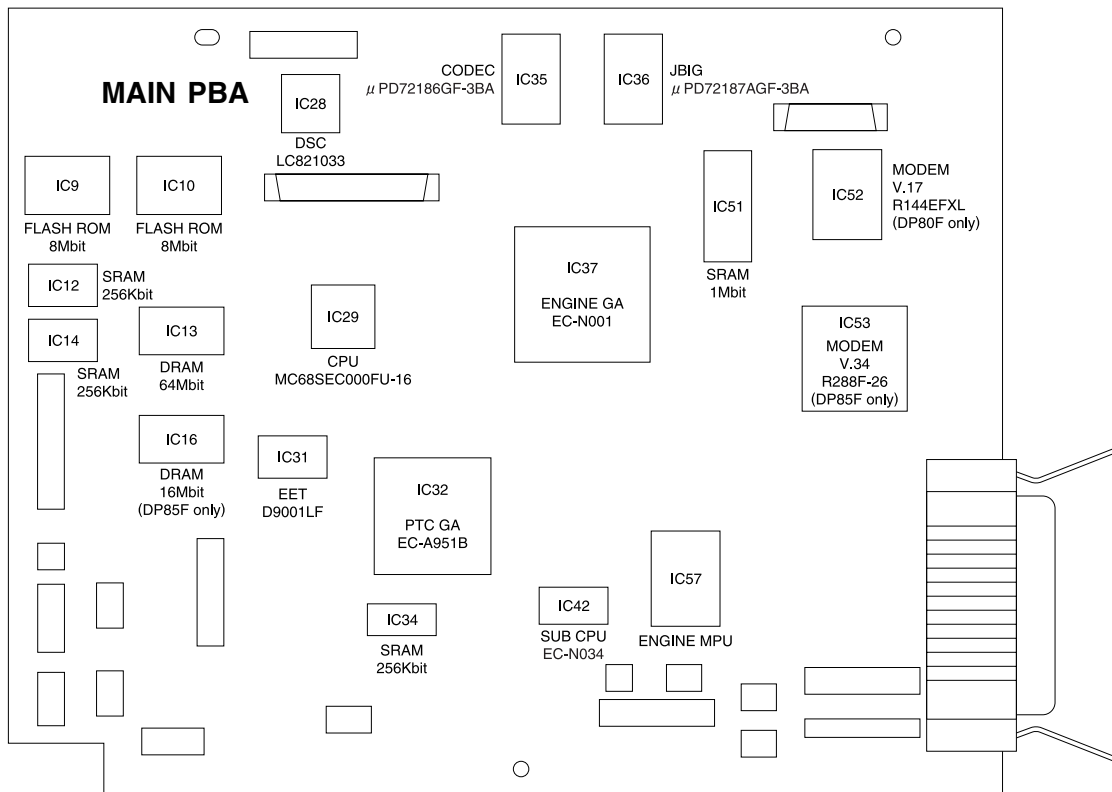 MAIN PBA
IC28
DSC
LC821033
CODEC
μ PD72186GF-3BA
IC35
IC36
JBIG
μ PD72187AGF-3BA
IC9
FLASH ROM
8Mbit
IC10
FLASH ROM
8Mbit
IC51
SRAM
1Mbit
IC52
MODEM
V.17
R144EFXL
(DP80F only)
IC12
SRAM
256Kbit
IC14
SRAM
256Kbit
IC13
DRAM
64Mbit
IC29
CPU
MC68SEC000FU-16
IC37
ENGINE GA
EC-N001
IC53
MODEM
V.34
R288F-26
(DP85F only)
IC16
DRAM
16Mbit
(DP85F only)
IC31
EET
D9001LF
IC32
PTC GA
EC-A951B
IC34
SRAM
256Kbit
IC42
SUB CPU
EC-N034
IC57
ENGINE MPU